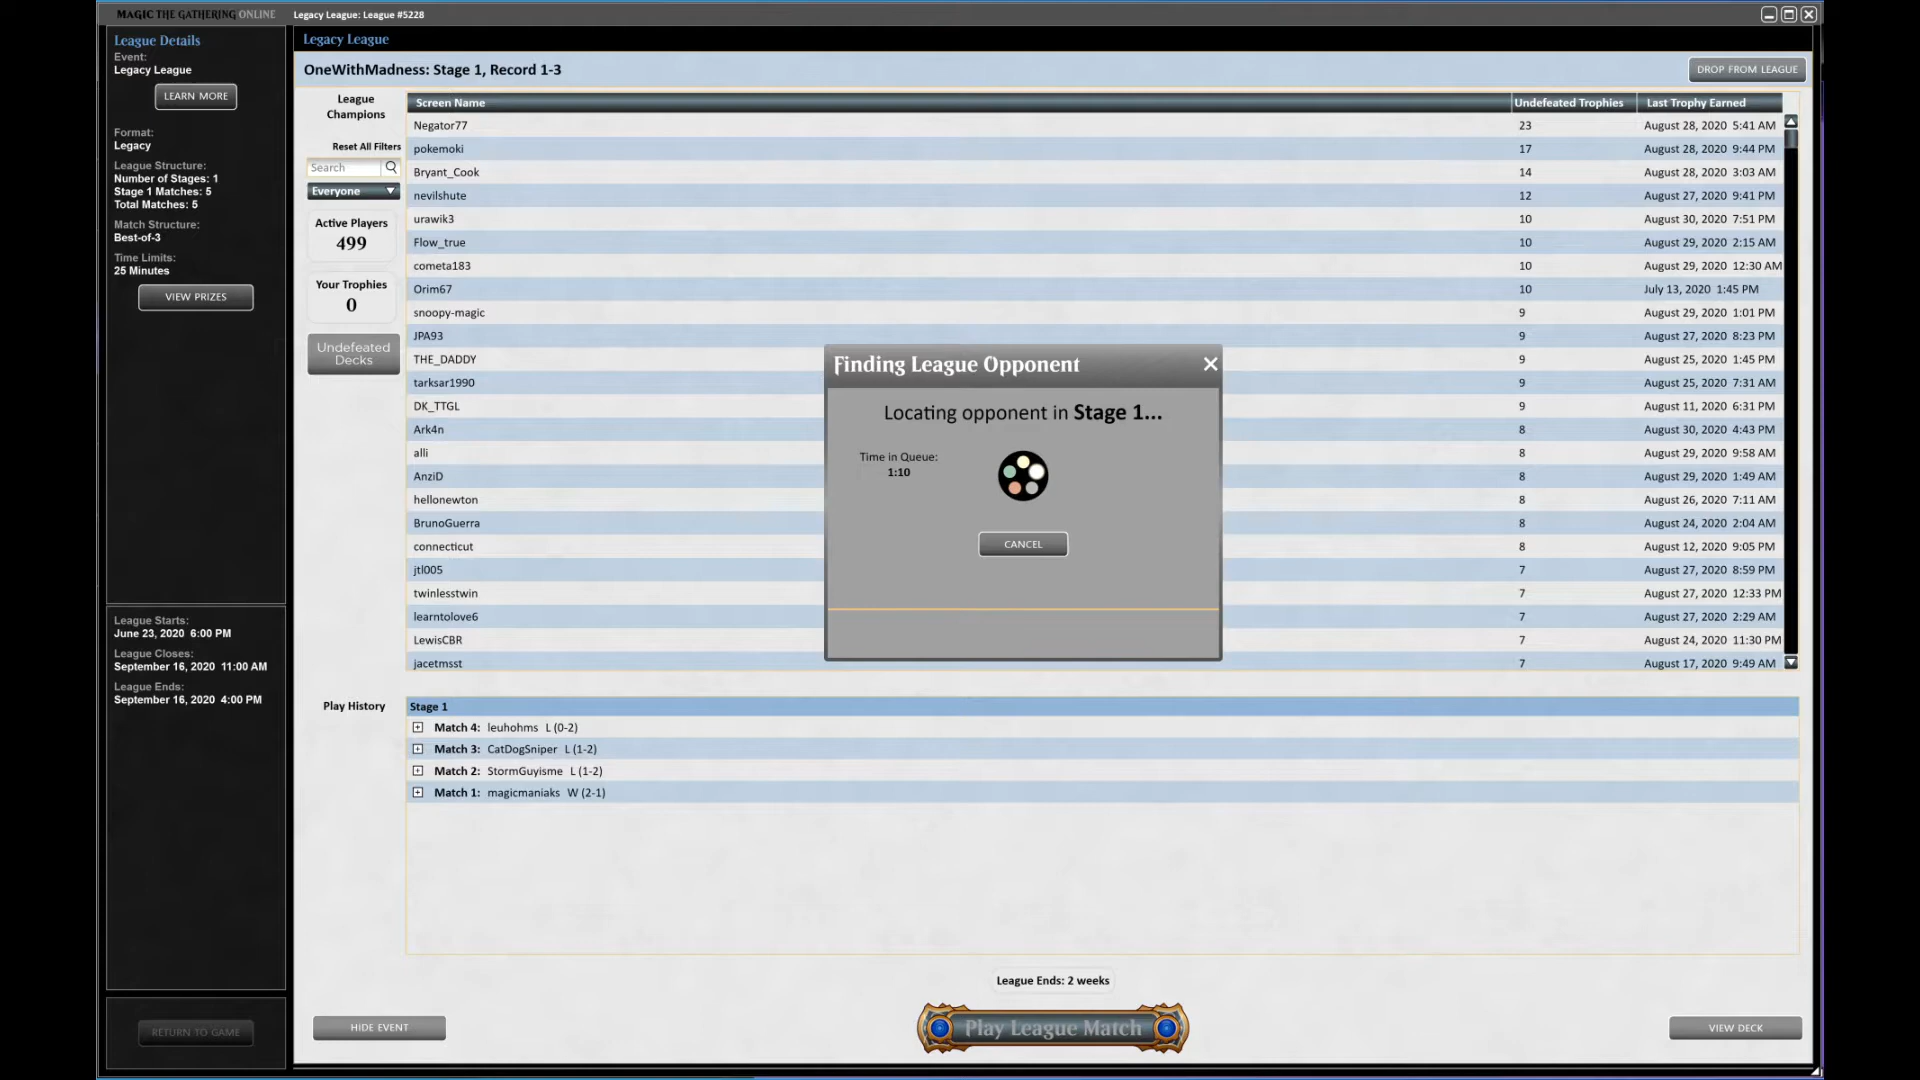 MAGIC THE GATHERING ONLINE
Legacy League: League #5228
League Details
Event:
Legacy League
LEARN MORE
Format:
Legacy
League Structure:
Number of Stages: 1
Stage 1 Matches: 5
Total Matches: 5
Match Structure:
Best-of-3
Time Limits:
25 Minutes
VIEW PRIZES
League Starts:
June 23, 2020 6:00 PM
League Closes:
September 16, 2020 11:00 AM
League Ends:
September 16, 2020 4:00 PM
RETURN TO GAME
Legacy League
OneWithMadness: Stage 1, Record 1-3
DROP FROM LEAGUE
League
Champions
Reset All Filters
Search
Everyone
Active Players
499
Your Trophies
0
Undefeated
Decks
Screen Name Undefeated Trophies Last Trophy Earned
Negator77 23 August 28, 2020 5:41 AM
pokemoki 17 August 28, 2020 9:44 PM
Bryant_Cook 14 August 28, 2020 3:03 AM
nevilshute 12 August 27, 2020 9:41 PM
urawik3 10 August 30, 2020 7:51 PM
Flow_true 10 August 29, 2020 2:15 AM
cometa183 10 August 29, 2020 12:30 AM
Orim67 10 July 13, 2020 1:45 PM
snoopy-magic 9 August 29, 2020 1:01 PM
JPA93 9 August 27, 2020 8:23 PM
THE_DADDY 9 August 25, 2020 1:45 PM
tarksar1990 9 August 25, 2020 7:31 AM
DK_TTGL 9 August 11, 2020 6:31 PM
Ark4n 8 August 30, 2020 4:43 PM
alli 8 August 29, 2020 9:58 AM
AnziD 8 August 29, 2020 1:49 AM
hellonewton 8 August 26, 2020 7:11 AM
BrunoGuerra 8 August 24, 2020 2:04 AM
connecticut 8 August 12, 2020 9:05 PM
jtl005 7 August 27, 2020 8:59 PM
twinlesstwin 7 August 27, 2020 12:33 PM
learntolove6 7 August 27, 2020 2:29 AM
LewisCBR 7 August 24, 2020 11:30 PM
jacetmsst 7 August 17, 2020 9:49 AM
Finding League Opponent
Locating opponent in Stage 1...
Time in Queue:
1:10
CANCEL
Play History
Stage 1
Match 4: leuhohms L (0-2)
Match 3: CatDogSniper L (1-2)
Match 2: StormGuyisme L (1-2)
Match 1: magicmaniaks W (2-1)
League Ends: 2 weeks
HIDE EVENT
Play League Match
VIEW DECK